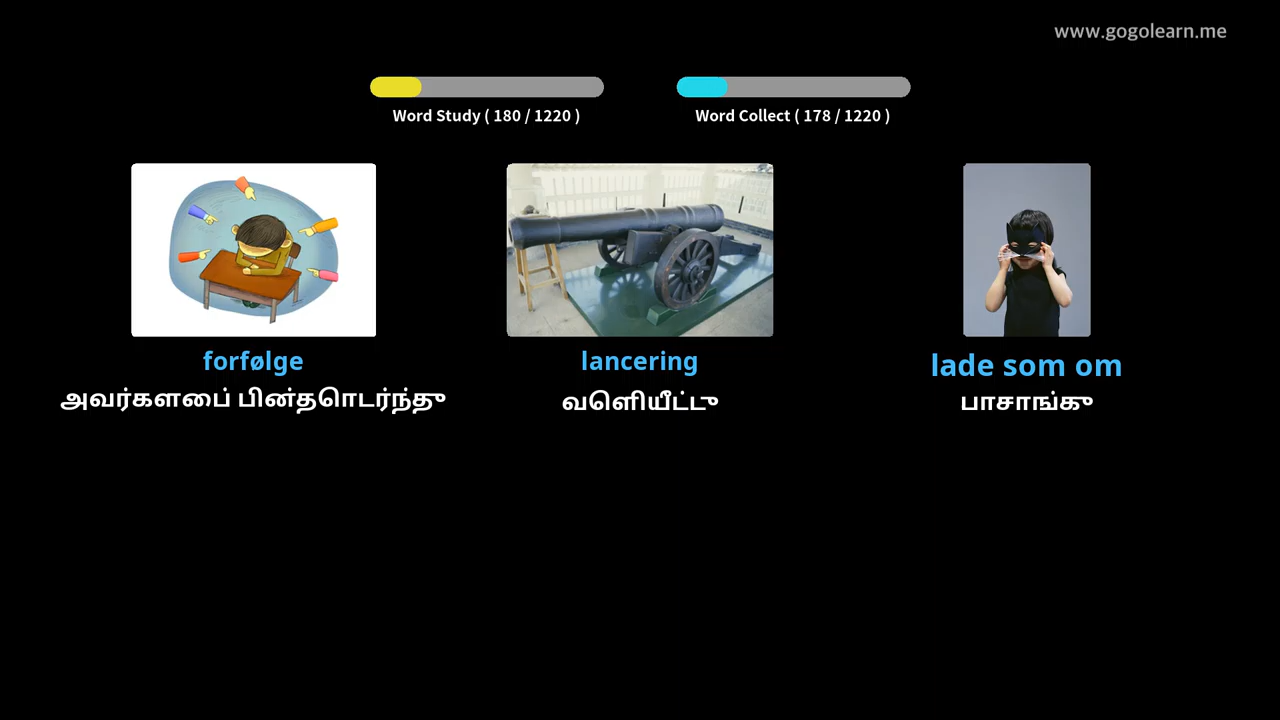 www.gogolearn.me
Word Study ( 180 / 1220 )
Word Collect ( 178 / 1220 )
forfølge
அவர்களைப் பின்தொடர்ந்து
lancering
வெளியீட்டு
lade som om
பாசாங்கு